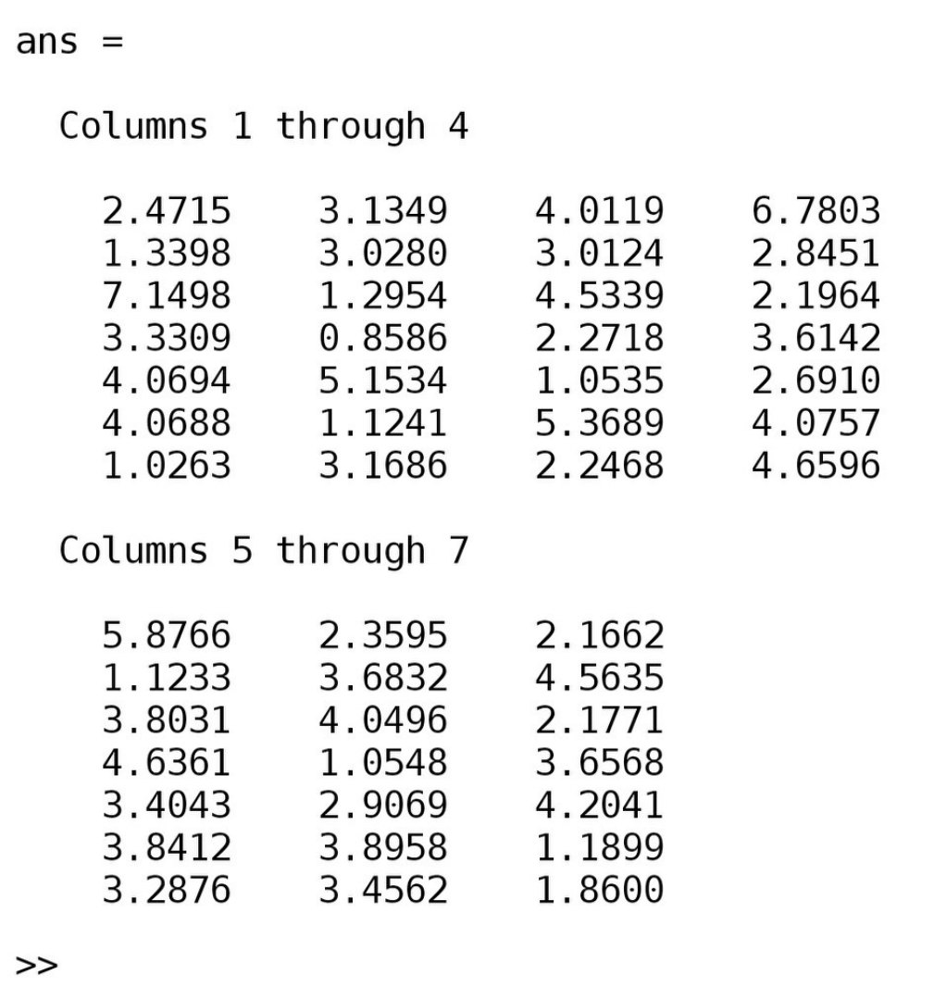 ans =
Columns 1 through 4
2.4715 3.1349 4.0119 6.7803
1.3398 3.0280 3.0124 2.8451
7.1498 1.2954 4.5339 2.1964
3.3309 0.8586 2.2718 3.6142
4.0694 5.1534 1.0535 2.6910
4.0688 1.1241 5.3689 4.0757
1.0263 3.1686 2.2468 4.6596
Columns 5 through 7
5.8766 2.3595 2.1662
1.1233 3.6832 4.5635
3.8031 4.0496 2.1771
4.6361 1.0548 3.6568
3.4043 2.9069 4.2041
3.8412 3.8958 1.1899
3.2876 3.4562 1.8600
>>